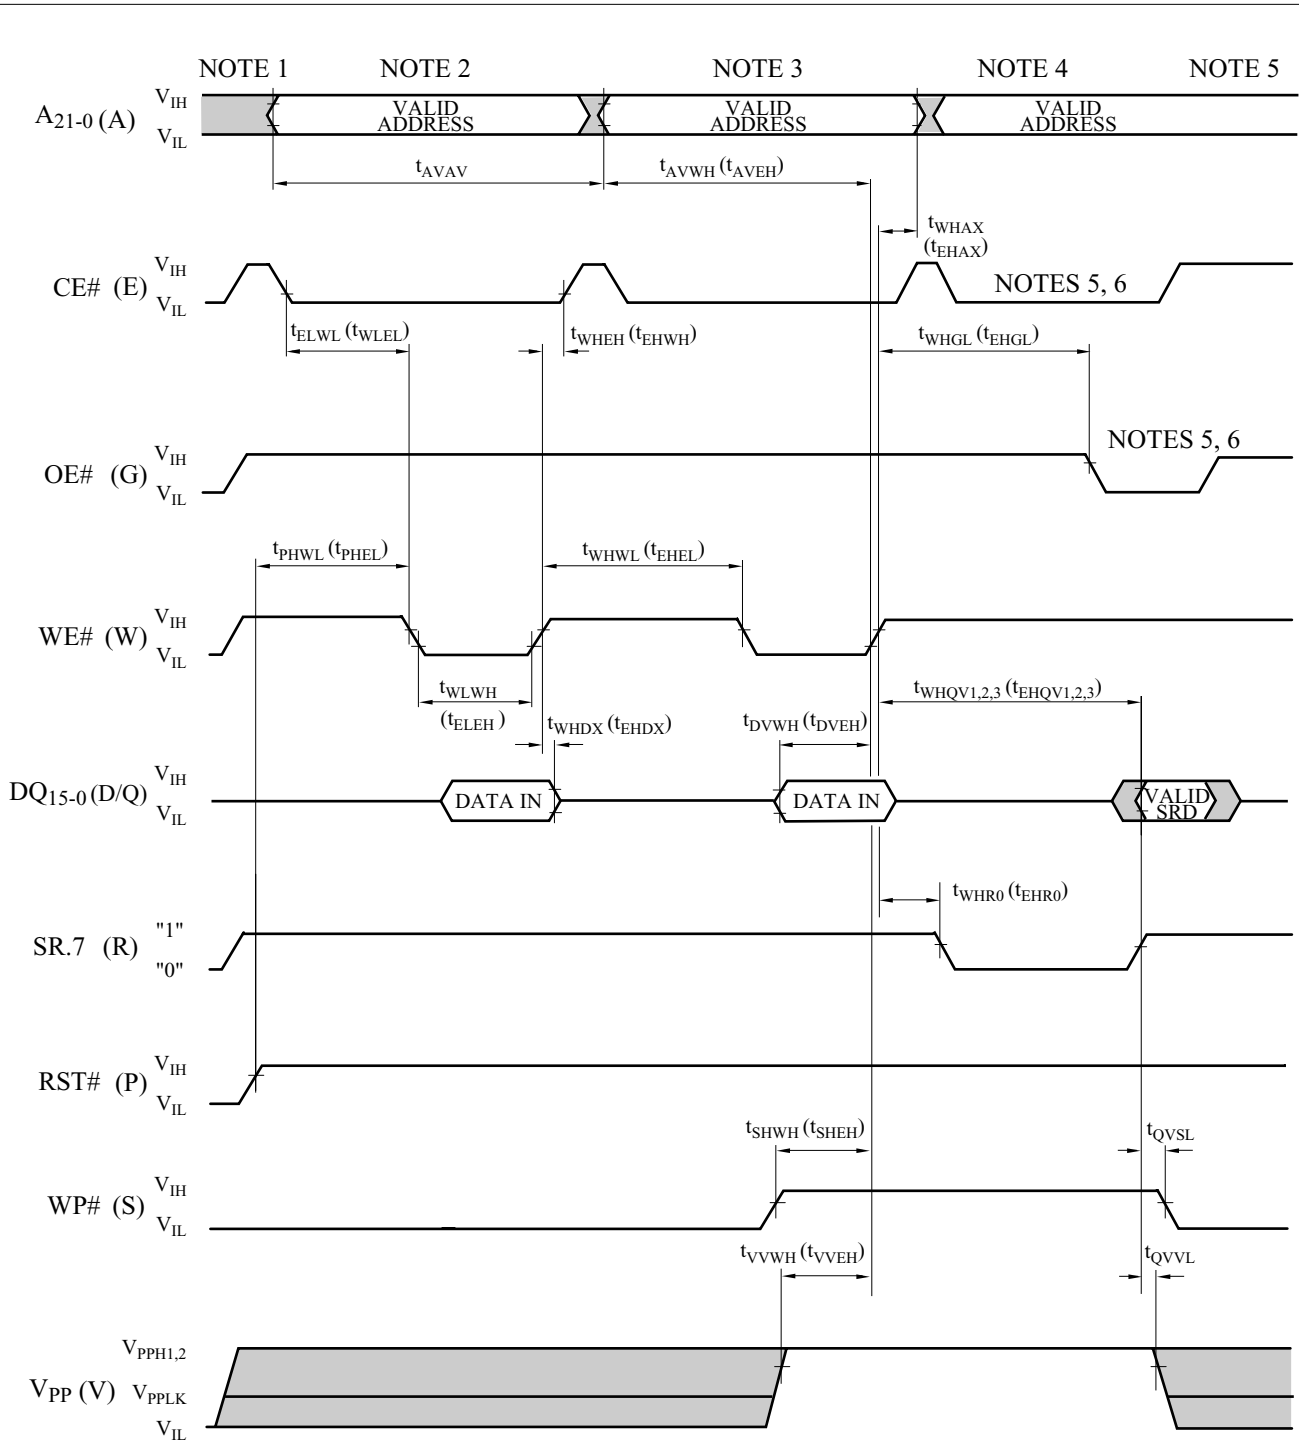 NOTE 1 NOTE 2 NOTE 3 NOTE 4 NOTE 5
A21-0 (A) VIH VIL
VALID ADDRESS
VALID ADDRESS
VALID ADDRESS
tAVAV
tAVWH (tAVEH)
tWHAX
(tEHAX)
CE# (E) VIH VIL
NOTES 5, 6
tELWL (tWLEL)
tWHEH (tEHWH)
tWHGL (tEHGL)
OE# (G) VIH VIL
NOTES 5, 6
tPHWL (tPHEL)
tWHWL (tEHEL)
WE# (W) VIH VIL
tWLWH
(tELEH)
tWHDX (tEHDX)
tDVWH (tDVEH)
tWHQV1,2,3 (tEHQV1,2,3)
DQ15-0 (D/Q) VIH VIL
DATA IN
DATA IN
VALID
SRD
tWHR0 (tEHR0)
SR.7 (R) "1" "0"
RST# (P) VIH VIL
tSHWH (tSHEH)
tQVSL
WP# (S) VIH VIL
tVVWH (tVVEH)
tQVVL
VPP (V) VPPH1,2 VPPLK VIL